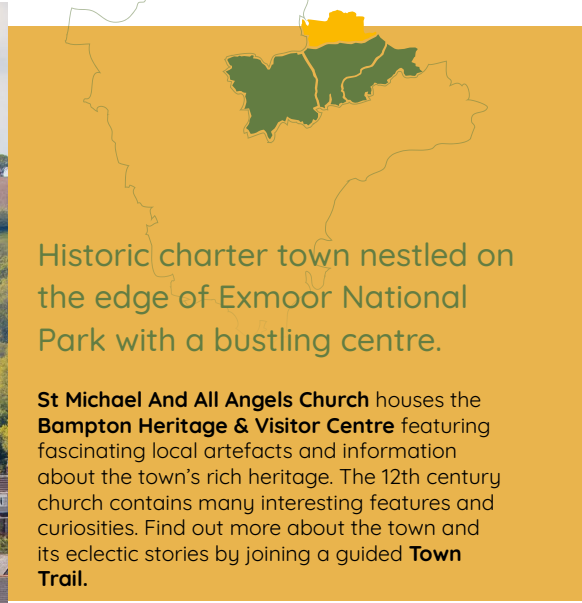 Historic charter town nestled on
the edge of Exmoor National
Park with a bustling centre.
St Michael And All Angels Church houses the
Bampton Heritage & Visitor Centre featuring
fascinating local artefacts and information
about the town’s rich heritage. The 12th century
church contains many interesting features and
curiosities. Find out more about the town and
its eclectic stories by joining a guided Town
Trail.